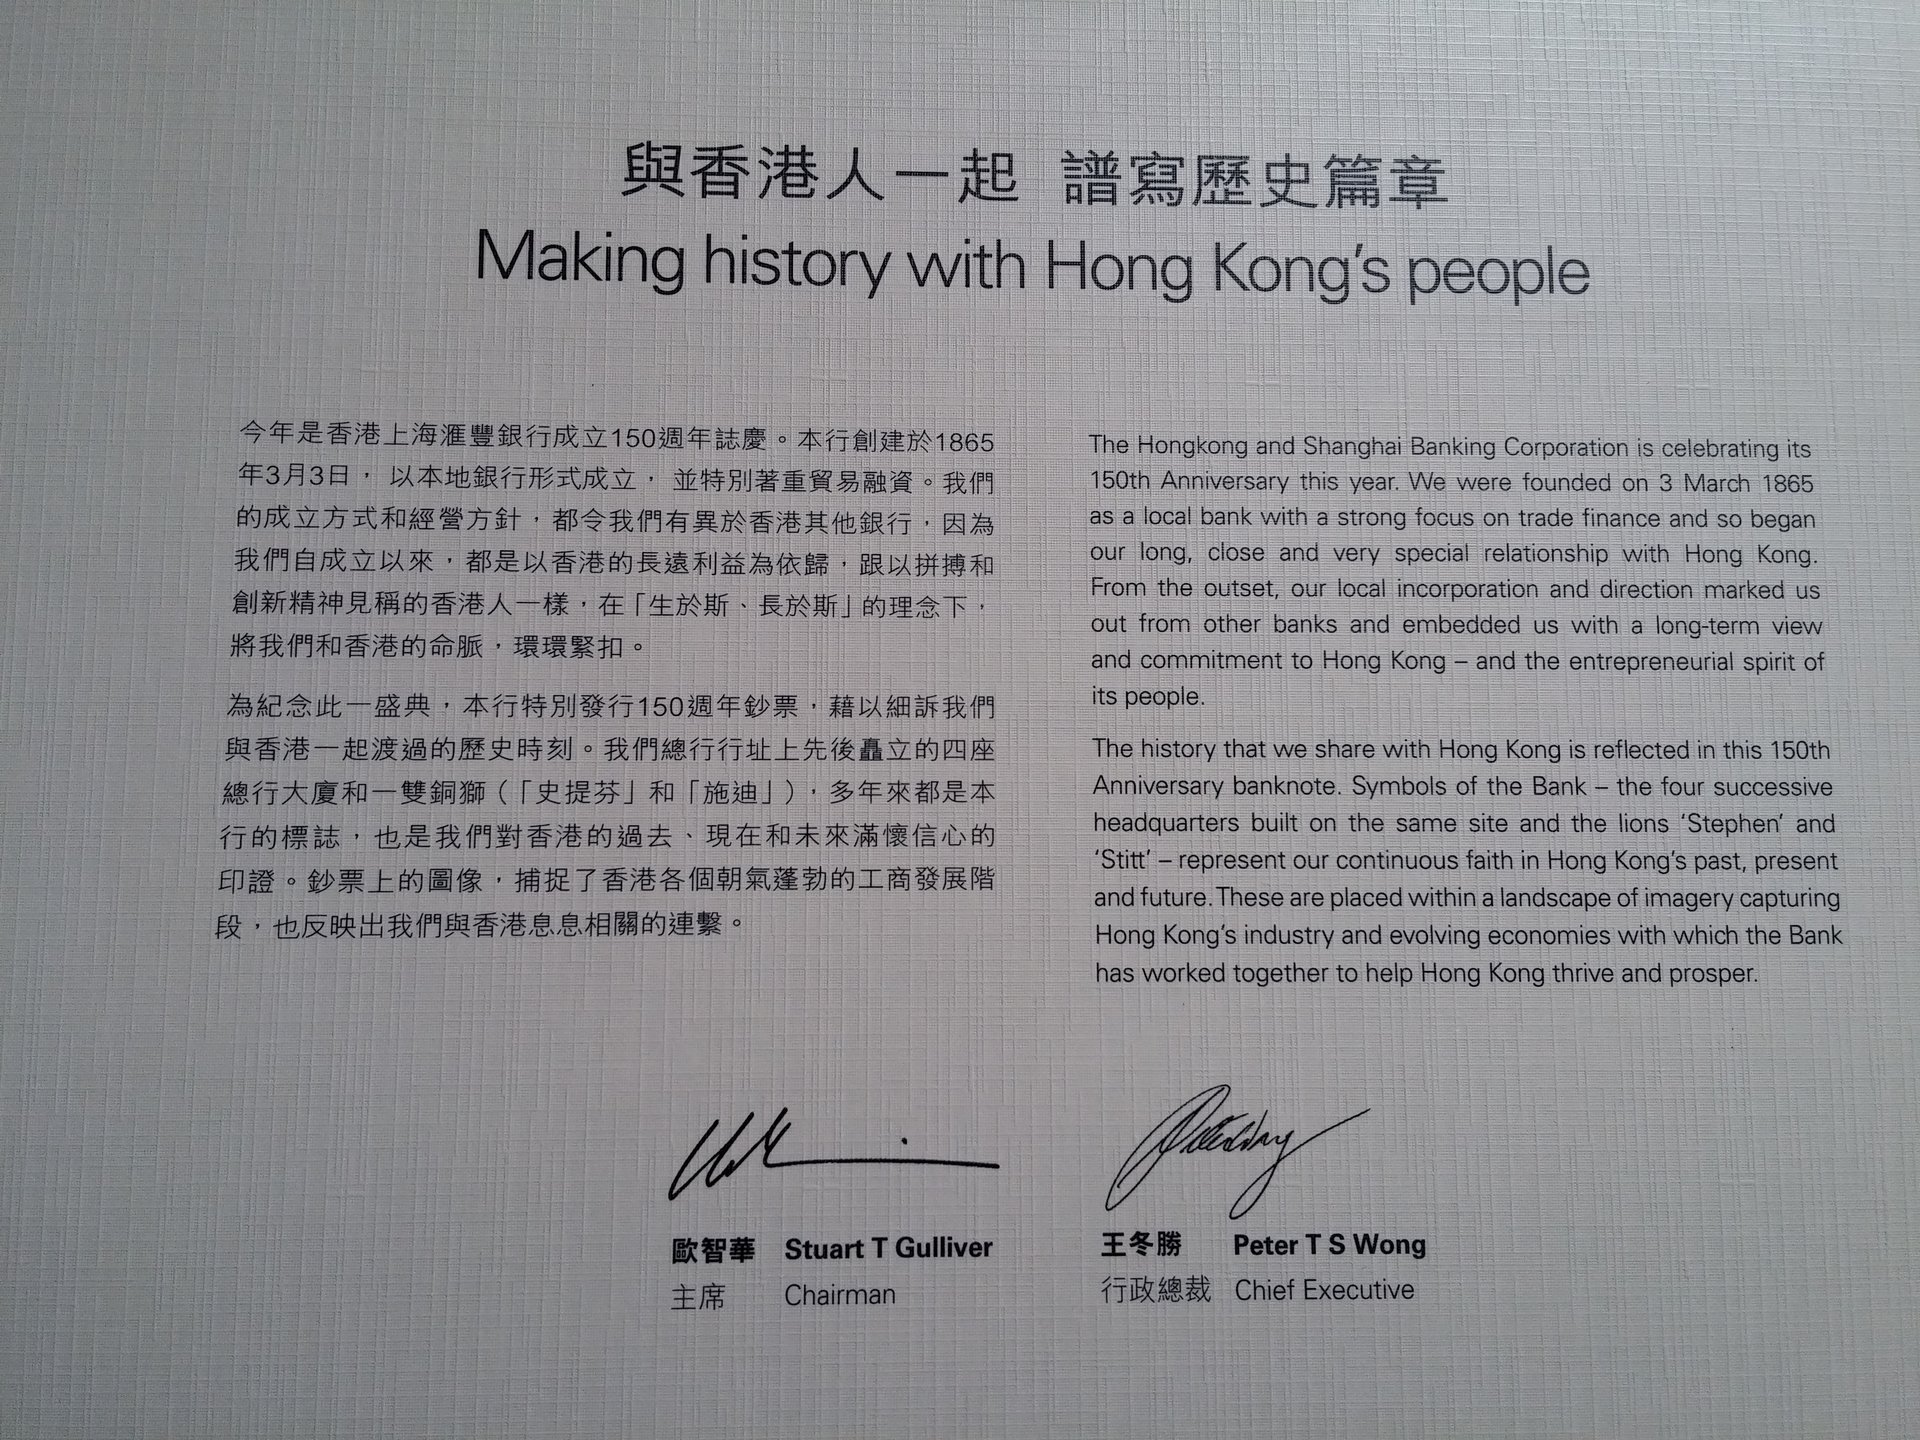 與香港人一起 譜寫歷史篇章
Making history with Hong Kong's people
今年是香港上海滙豐銀行成立150週年誌慶。本行創建於1865
年3月3日，以本地銀行形式成立，並特別著重貿易融資。我們
的成立方式和經營方針，都令我們有異於香港其他銀行，因為
我們自成立以來，都是以香港的長遠利益為依歸，跟以拼搏和
創新精神見稱的香港人一樣，在「生於斯、長於斯」的理念下，
將我們和香港的命脈，環環緊扣。
為紀念此一盛典，本行特別發行150週年鈔票，藉以細訴我們
與香港一起渡過的歷史時刻。我們總行行址上先後矗立的四座
總行大廈和一雙銅獅（「史提芬」和「施迪」），多年來都是本
行的標誌，也是我們對香港的過去、現在和未來滿懷信心的
印證。鈔票上的圖像，捕捉了香港各個朝氣蓬勃的工商發展階
段，也反映出我們與香港息息相關的連繫。
The Hongkong and Shanghai Banking Corporation is celebrating its
150th Anniversary this year. We were founded on 3 March 1865
as a local bank with a strong focus on trade finance and so began
our long, close and very special relationship with Hong Kong.
From the outset, our local incorporation and direction marked us
out from other banks and embedded us with a long-term view
and commitment to Hong Kong – and the entrepreneurial spirit of
its people.
The history that we share with Hong Kong is reflected in this 150th
Anniversary banknote. Symbols of the Bank – the four successive
headquarters built on the same site and the lions 'Stephen' and
'Stitt' – represent our continuous faith in Hong Kong's past, present
and future. These are placed within a landscape of imagery capturing
Hong Kong's industry and evolving economies with which the Bank
has worked together to help Hong Kong thrive and prosper.
歐智華 Stuart T Gulliver
主席 Chairman
王冬勝 Peter T S Wong
行政總裁 Chief Executive